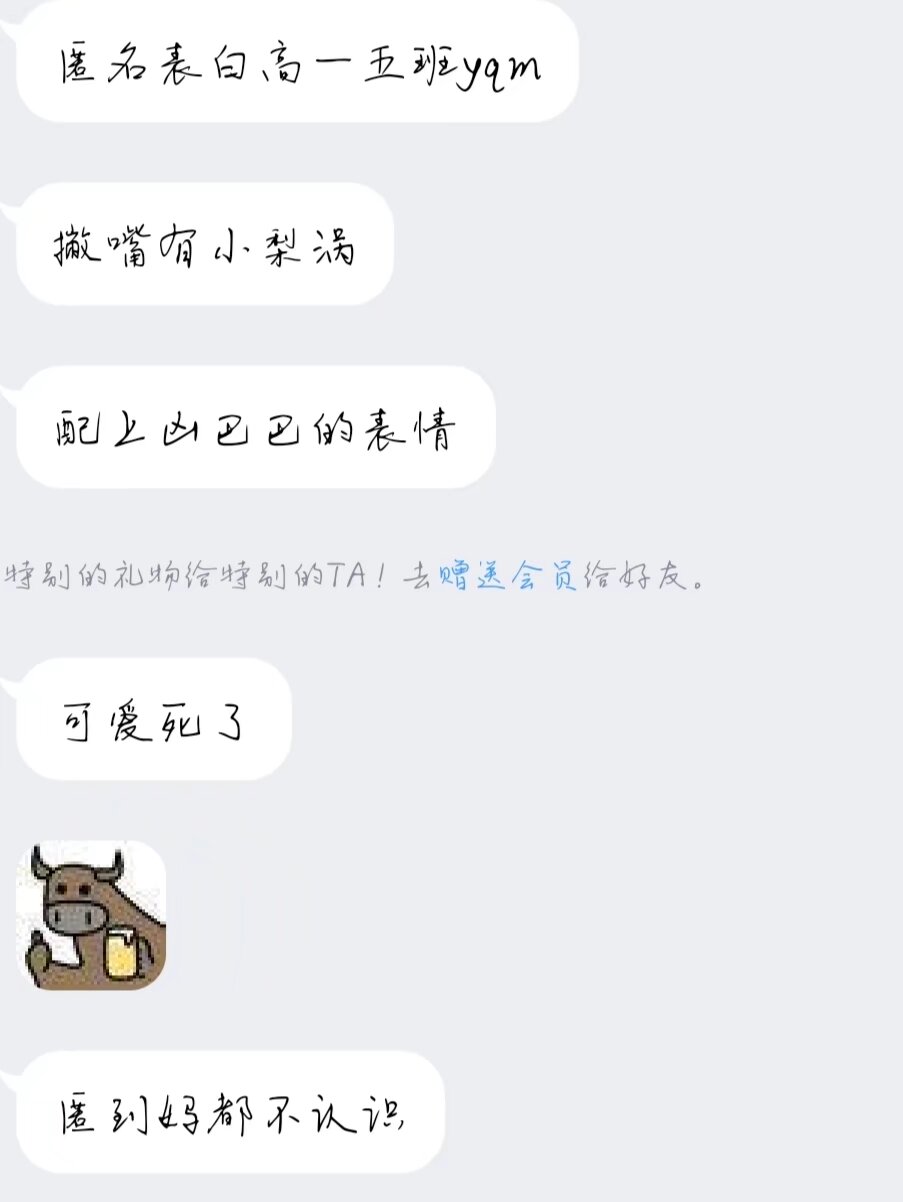 匿名表白高一五班yqm
撇嘴有小梨涡
配上凶巴巴的表情
特别的礼物给特别的TA！去赠送会员给好友。
可爱死了
匿到妈都不认识